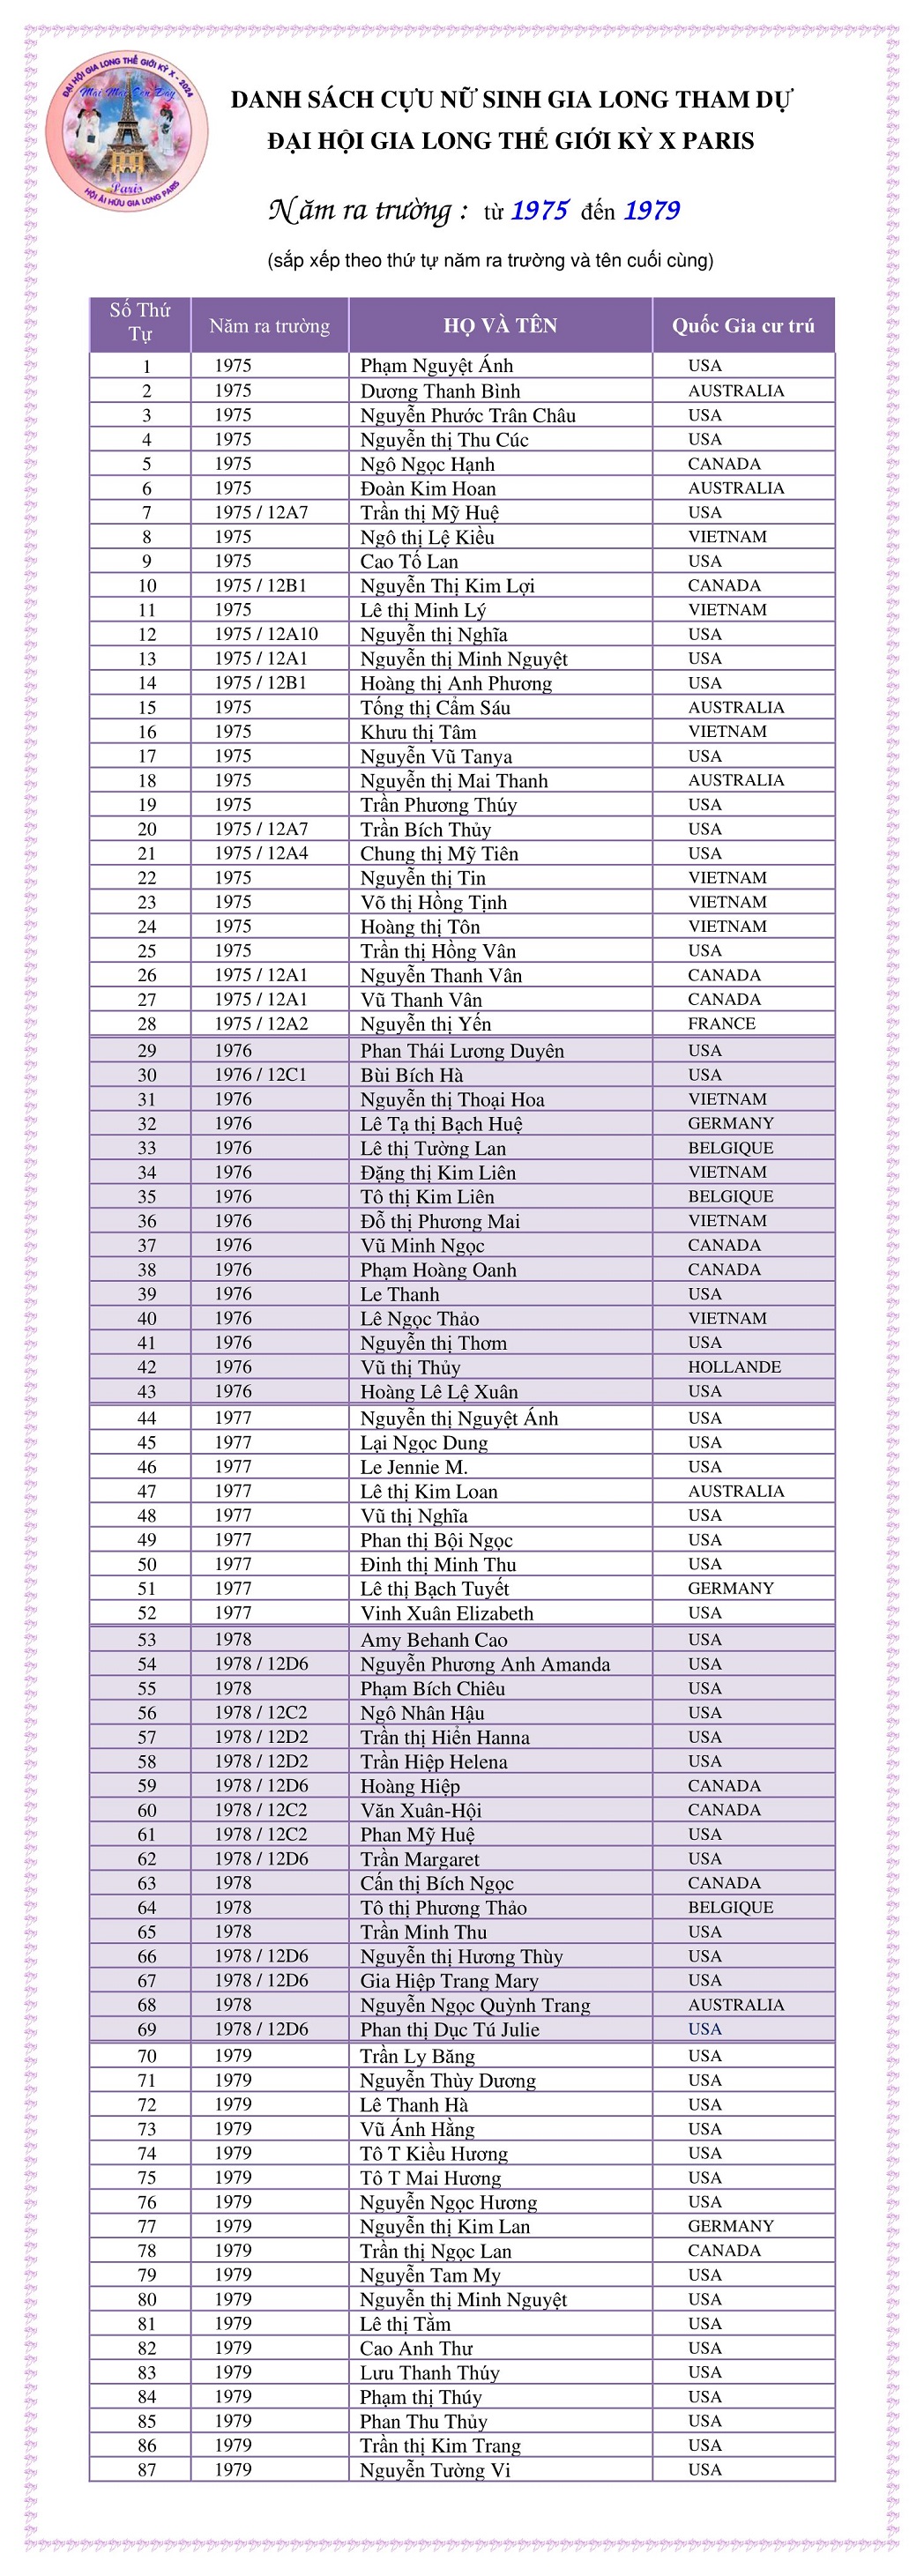 ĐẠI HỘI GIA LONG THẾ GIỚI KỲ X - 2024
Mãi Mãi Còn Đây
Paris
HỘI ÁI HỮU GIA LONG PARIS
DANH SÁCH CỰU NỮ SINH GIA LONG THAM DỰ
ĐẠI HỘI GIA LONG THẾ GIỚI KỲ X PARIS
Năm ra trường : từ 1975 đến 1979
(sắp xếp theo thứ tự năm ra trường và tên cuối cùng)
Số Thứ Tự Năm ra trường HỌ VÀ TÊN Quốc Gia cư trú
1 1975 Phạm Nguyệt Ánh USA
2 1975 Dương Thanh Bình AUSTRALIA
3 1975 Nguyễn Phước Trân Châu USA
4 1975 Nguyễn thị Thu Cúc USA
5 1975 Ngô Ngọc Hạnh CANADA
6 1975 Đoàn Kim Hoan AUSTRALIA
7 1975 / 12A7 Trần thị Mỹ Huệ USA
8 1975 Ngô thị Lệ Kiều VIETNAM
9 1975 Cao Tố Lan USA
10 1975 / 12B1 Nguyễn Thị Kim Lợi CANADA
11 1975 Lê thị Minh Lý VIETNAM
12 1975 / 12A10 Nguyễn thị Nghĩa USA
13 1975 / 12A1 Nguyễn thị Minh Nguyệt USA
14 1975 / 12B1 Hoàng thị Anh Phương USA
15 1975 Tống thị Cẩm Sáu AUSTRALIA
16 1975 Khưu thị Tâm VIETNAM
17 1975 Nguyễn Vũ Tanya USA
18 1975 Nguyễn thị Mai Thanh AUSTRALIA
19 1975 Trần Phương Thúy USA
20 1975 / 12A7 Trần Bích Thủy USA
21 1975 / 12A4 Chung thị Mỹ Tiên USA
22 1975 Nguyễn thị Tin VIETNAM
23 1975 Võ thị Hồng Tịnh VIETNAM
24 1975 Hoàng thị Tôn VIETNAM
25 1975 Trần thị Hồng Vân USA
26 1975 / 12A1 Nguyễn Thanh Vân CANADA
27 1975 / 12A1 Vũ Thanh Vân CANADA
28 1975 / 12A2 Nguyễn thị Yến FRANCE
29 1976 Phan Thái Lương Duyên USA
30 1976 / 12C1 Bùi Bích Hà USA
31 1976 Nguyễn thị Thoại Hoa VIETNAM
32 1976 Lê Tạ thị Bạch Huệ GERMANY
33 1976 Lê thị Tường Lan BELGIQUE
34 1976 Đặng thị Kim Liên VIETNAM
35 1976 Tô thị Kim Liên BELGIQUE
36 1976 Đỗ thị Phương Mai VIETNAM
37 1976 Vũ Minh Ngọc CANADA
38 1976 Phạm Hoàng Oanh CANADA
39 1976 Le Thanh USA
40 1976 Lê Ngọc Thảo VIETNAM
41 1976 Nguyễn thị Thơm USA
42 1976 Vũ thị Thủy HOLLANDE
43 1976 Hoàng Lê Lệ Xuân USA
44 1977 Nguyễn thị Nguyệt Ánh USA
45 1977 Lại Ngọc Dung USA
46 1977 Le Jennie M. USA
47 1977 Lê thị Kim Loan AUSTRALIA
48 1977 Vũ thị Nghĩa USA
49 1977 Phan thị Bội Ngọc USA
50 1977 Đinh thị Minh Thu USA
51 1977 Lê thị Bạch Tuyết GERMANY
52 1977 Vinh Xuân Elizabeth USA
53 1978 Amy Behanh Cao USA
54 1978 / 12D6 Nguyễn Phương Anh Amanda USA
55 1978 Phạm Bích Chiêu USA
56 1978 / 12C2 Ngô Nhân Hậu USA
57 1978 / 12D2 Trần thị Hiển Hanna USA
58 1978 / 12D2 Trần Hiệp Helena USA
59 1978 / 12D6 Hoàng Hiệp CANADA
60 1978 / 12C2 Văn Xuân-Hội CANADA
61 1978 / 12C2 Phan Mỹ Huệ USA
62 1978 / 12D6 Trần Margaret USA
63 1978 Cấn thị Bích Ngọc CANADA
64 1978 Tô thị Phương Thảo BELGIQUE
65 1978 Trần Minh Thu USA
66 1978 / 12D6 Nguyễn thị Hương Thùy USA
67 1978 / 12D6 Gia Hiệp Trang Mary USA
68 1978 Nguyễn Ngọc Quỳnh Trang AUSTRALIA
69 1978 / 12D6 Phan thị Dục Tú Julie USA
70 1979 Trần Ly Băng USA
71 1979 Nguyễn Thùy Dương USA
72 1979 Lê Thanh Hà USA
73 1979 Vũ Ánh Hằng USA
74 1979 Tô T Kiều Hương USA
75 1979 Tô T Mai Hương USA
76 1979 Nguyễn Ngọc Hương USA
77 1979 Nguyễn thị Kim Lan GERMANY
78 1979 Trần thị Ngọc Lan CANADA
79 1979 Nguyễn Tam My USA
80 1979 Nguyễn thị Minh Nguyệt USA
81 1979 Lê thị Tầm USA
82 1979 Cao Anh Thư USA
83 1979 Lưu Thanh Thúy USA
84 1979 Phạm thị Thúy USA
85 1979 Phan Thu Thủy USA
86 1979 Trần thị Kim Trang USA
87 1979 Nguyễn Tường Vi USA